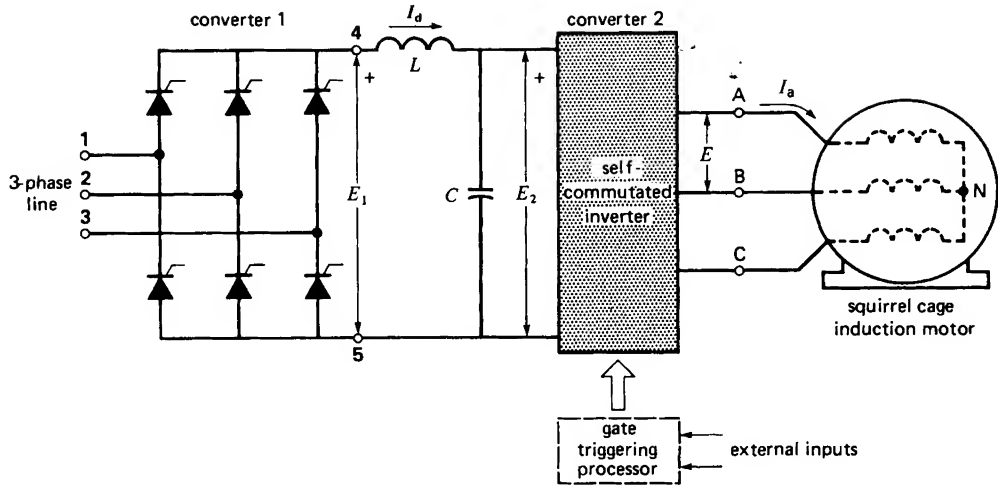 converter 1
I_d
converter 2
4
+
L
+
A
I_a
1
3-phase
line
2
3
E_1
C
E_2
self-
commutated
inverter
E
B
N
C
5
squirrel cage
induction motor
gate
triggering
processor
external inputs